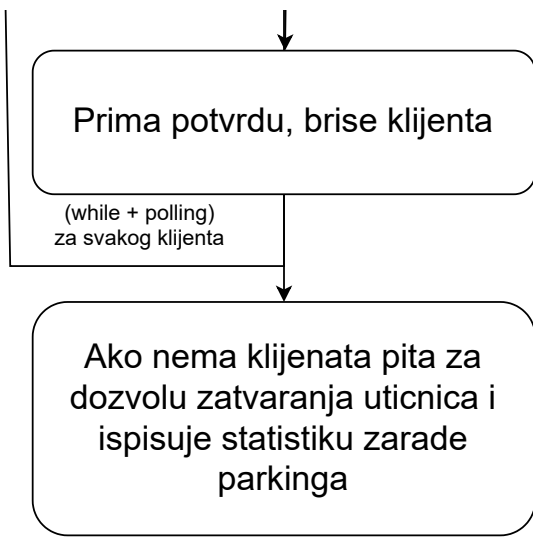 Prima potvrdu, brise klijenta
(while + polling)
za svakog klijenta
Ako nema klijenata pita za
dozvolu zatvaranja uticnica i
ispisuje statistiku zarade
parkinga